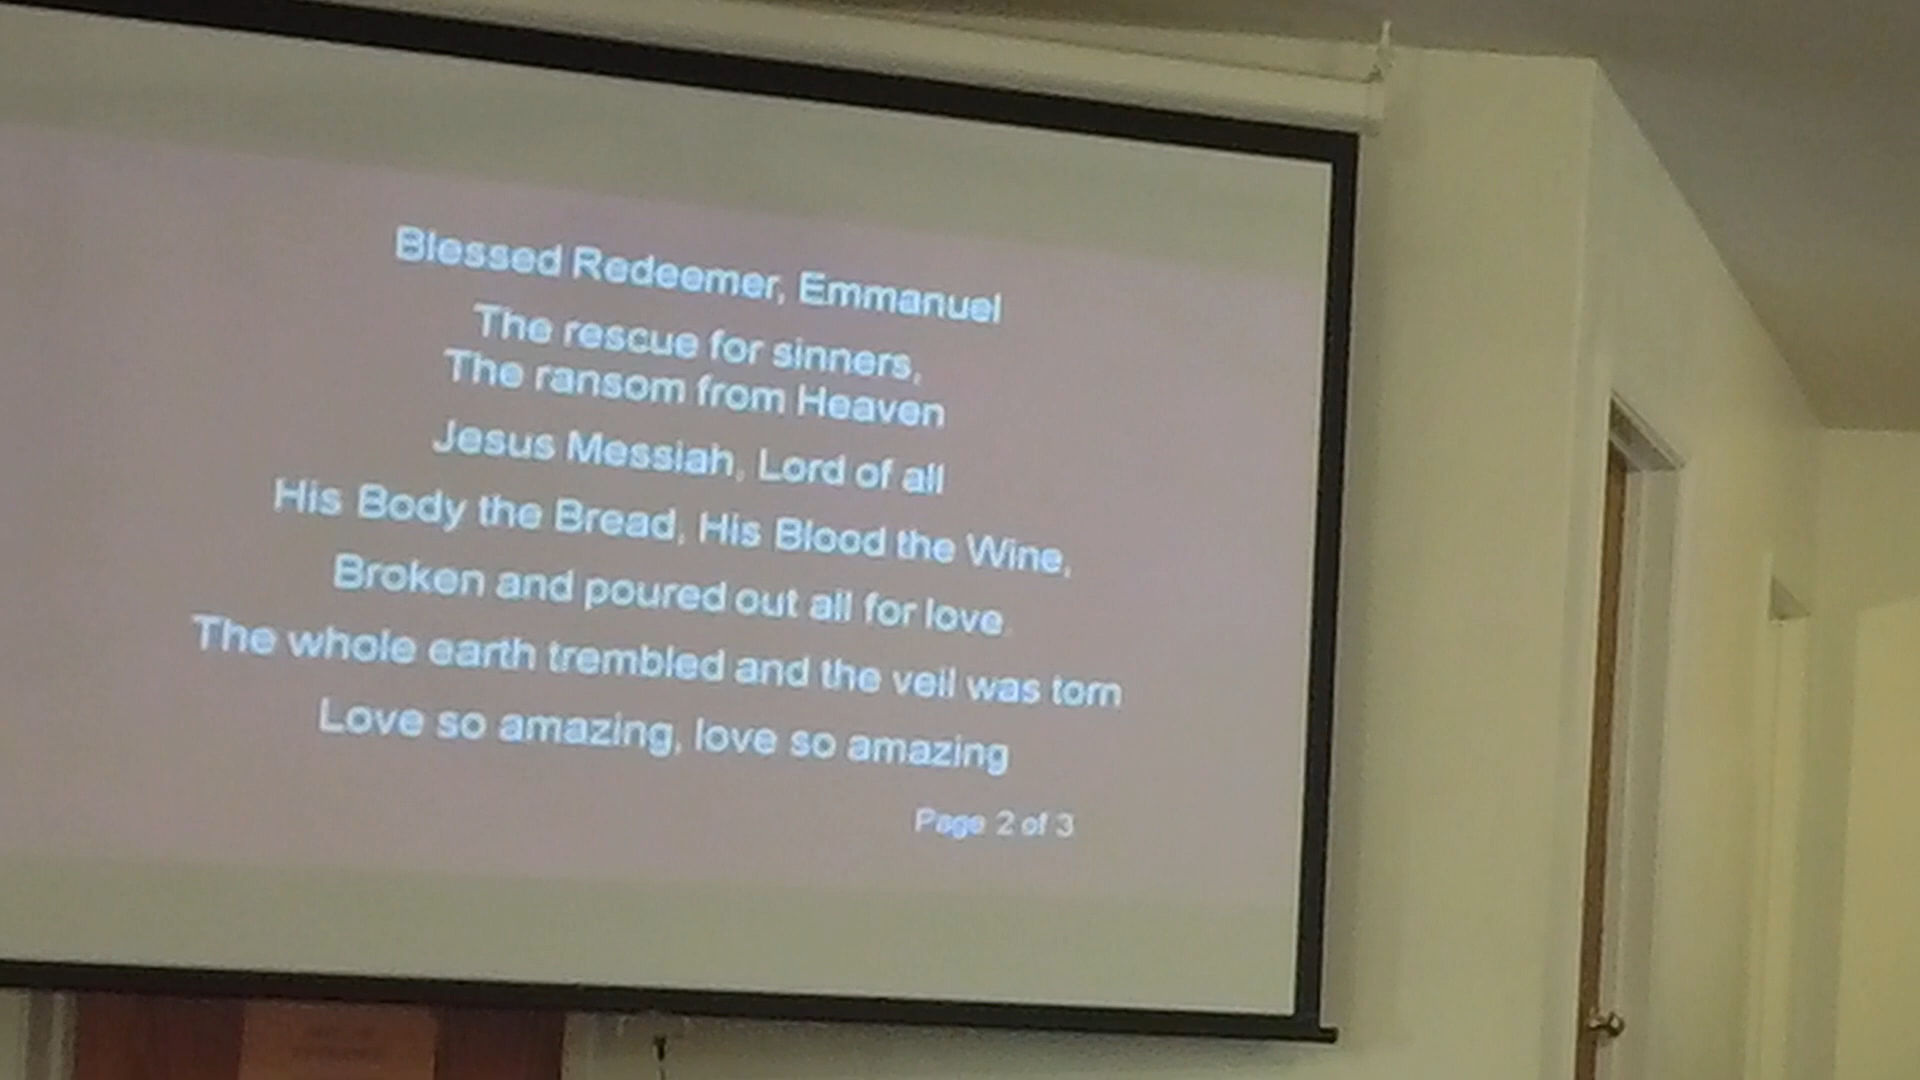 Blessed Redeemer, Emmanuel
The rescue for sinners,
The ransom from Heaven
Jesus Messiah, Lord of all
His Body the Bread, His Blood the Wine,
Broken and poured out all for love.
The whole earth trembled and the veil was torn
Love so amazing, love so amazing
Page 2 of 3